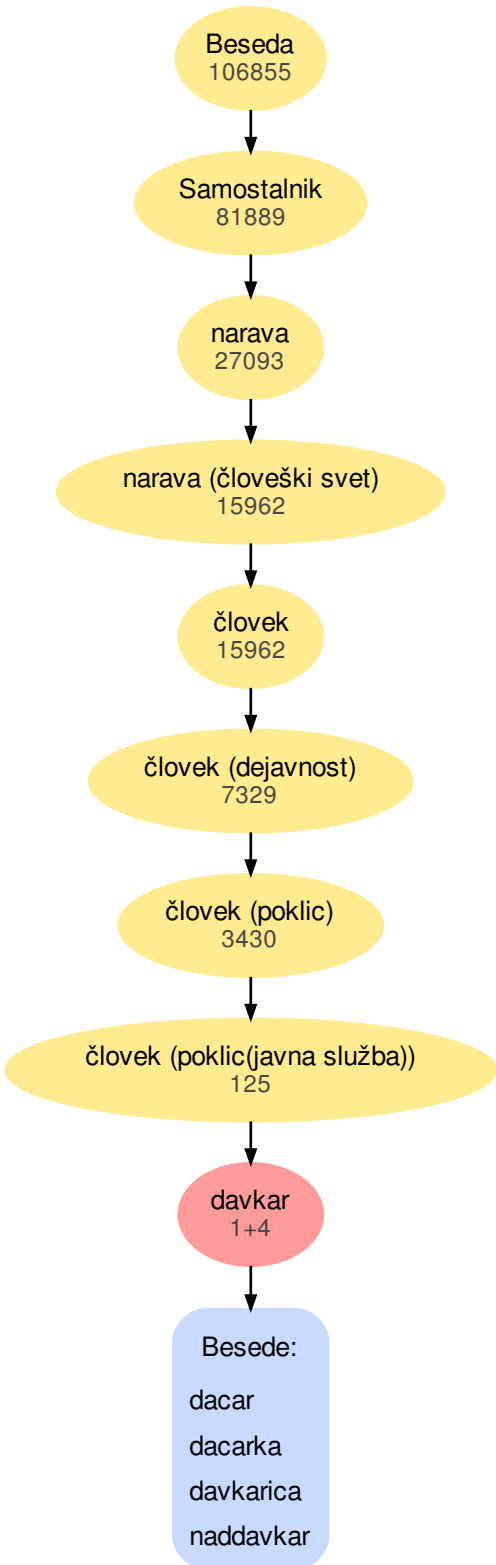 Beseda
106855
Samostalnik
81889
narava
27093
narava (človeški svet)
15962
človek
15962
človek (dejavnost)
7329
človek (poklic)
3430
človek (poklic(javna služba))
125
davkar
1+4
Besede:
dacar
dacarka
davkarica
naddavkar